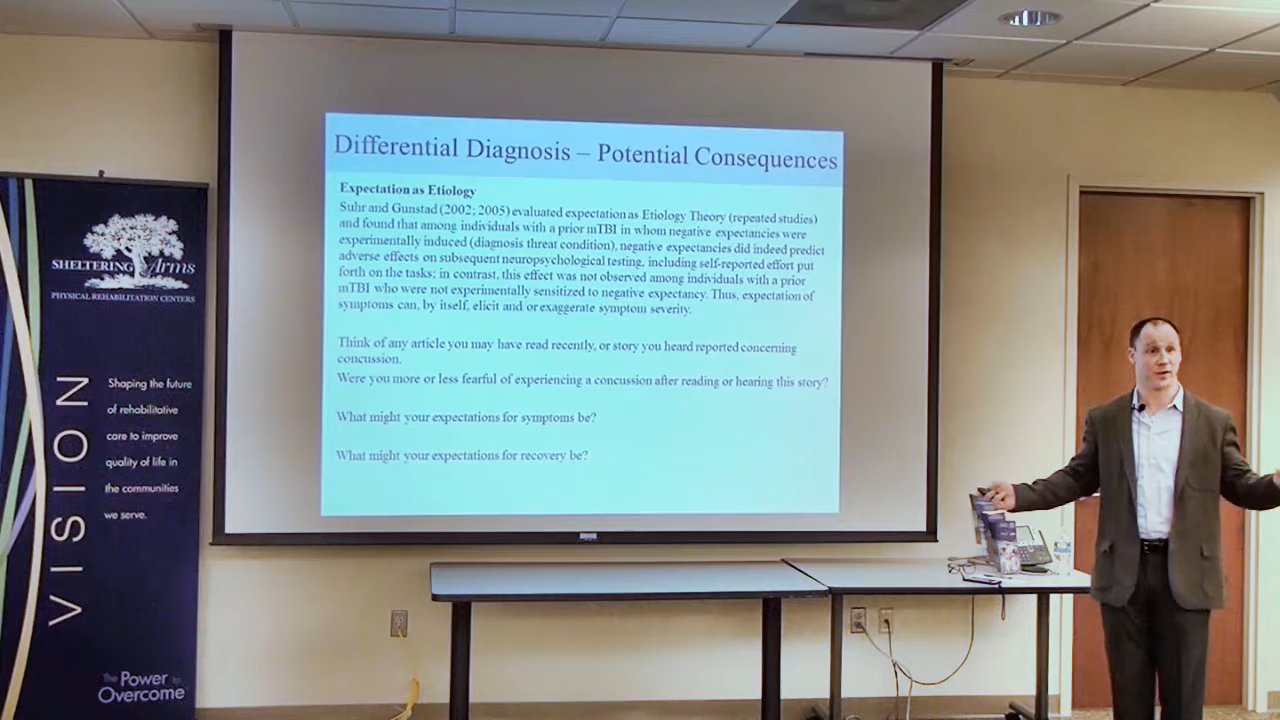 Differential Diagnosis – Potential Consequences
Expectation as Etiology
Suhr and Gunstad (2002; 2005) evaluated expectation as Etiology Theory (repeated studies)
and found that among individuals with a prior mTBI in whom negative expectancies were
experimentally induced (diagnosis threat condition), negative expectancies did indeed predict
adverse effects on subsequent neuropsychological testing, including self-reported effort put
forth on the tasks; in contrast, this effect was not observed among individuals with a prior
mTBI who were not experimentally sensitized to negative expectancy. Thus, expectation of
symptoms can, by itself, elicit and or exaggerate symptom severity.
Think of any article you may have read recently, or story you heard reported concerning
concussion.
Were you more or less fearful of experiencing a concussion after reading or hearing this story?
What might your expectations for symptoms be?
What might your expectations for recovery be?
SHELTERING Arms
PHYSICAL REHABILITATION CENTERS
VISION
Shaping the future
of rehabilitative
care to improve
quality of life in
the communities
we serve.
The Power to
Overcome